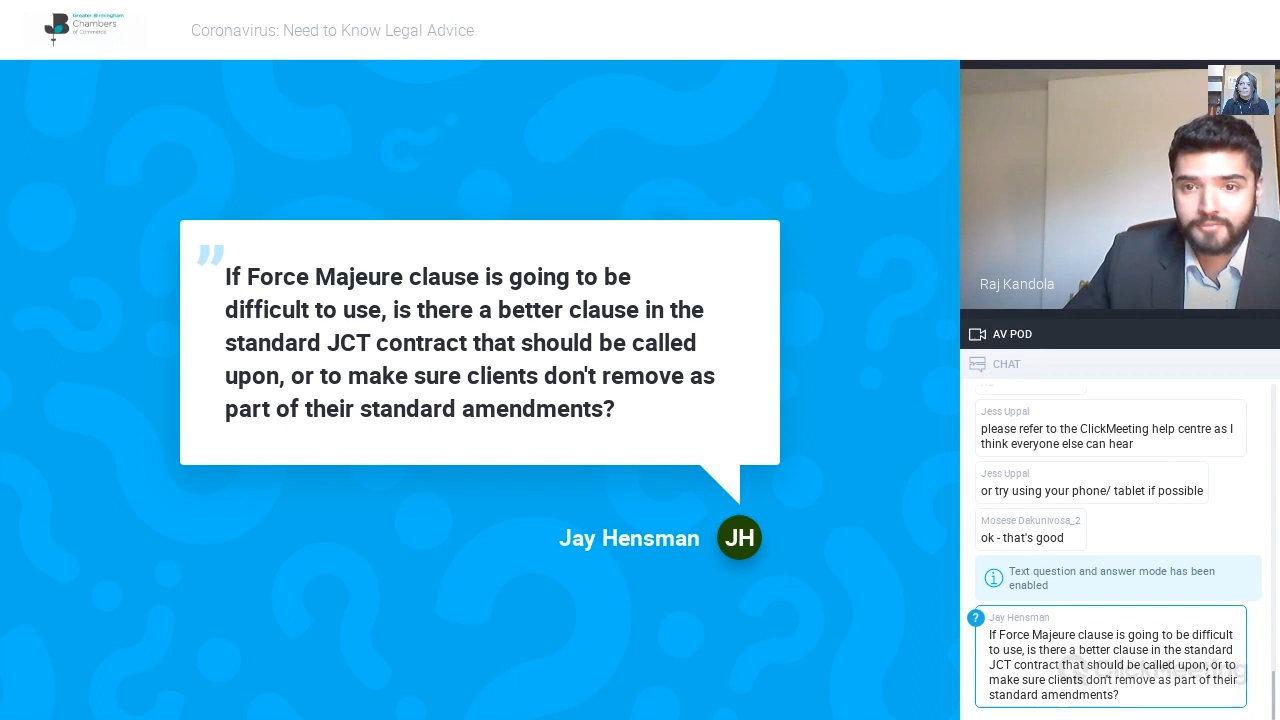 Greater Birmingham
Chambers
of Commerce
Coronavirus: Need to Know Legal Advice
”
If Force Majeure clause is going to be
difficult to use, is there a better clause in the
standard JCT contract that should be called
upon, or to make sure clients don't remove as
part of their standard amendments?
Jay Hensman JH
Raj Kandola
AV POD
CHAT
Jess Uppal
please refer to the ClickMeeting help centre as I
think everyone else can hear
Jess Uppal
or try using your phone/ tablet if possible
Mosese Dakunivosa_2
ok - that's good
Text question and answer mode has been
enabled
?
Jay Hensman
If Force Majeure clause is going to be difficult
to use, is there a better clause in the standard
JCT contract that should be called upon, or to
make sure clients don't remove as part of their
standard amendments?
ClickMeeting